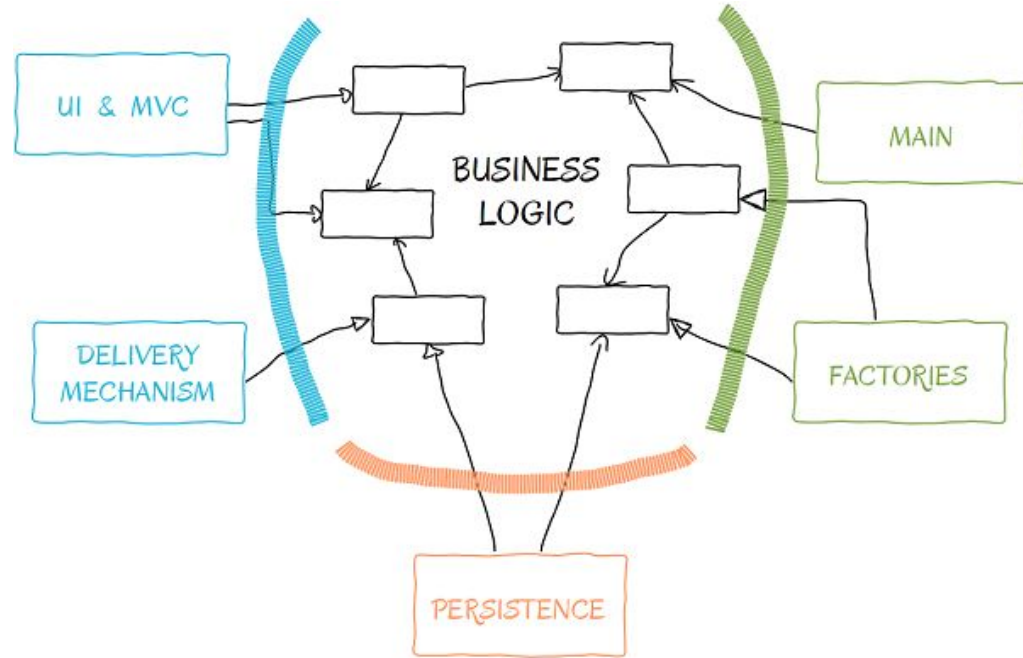 UI & MVC
MAIN
BUSINESS
LOGIC
DELIVERY
MECHANISM
FACTORIES
PERSISTENCE